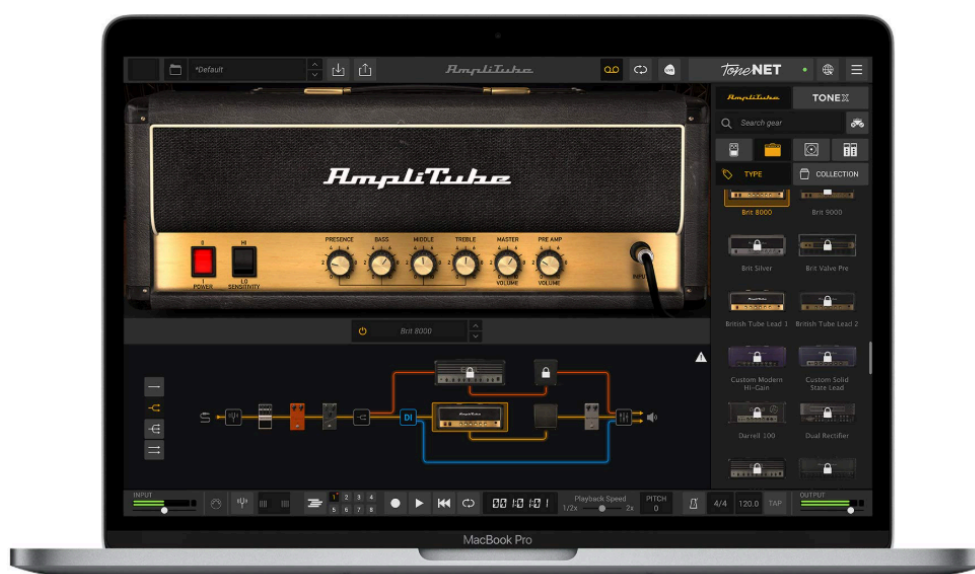 *Default
AmpliTube
ToneNET
AmpliTube
TONEX
Search gear
TYPE
COLLECTION
Brit 8000
Brit 9000
Brit Silver
Brit Valve Pre
British Tube Lead 1
British Tube Lead 2
Custom Modern
Hi-Gain
Custom Solid
State Lead
Darrell 100
Dual Rectifier
AmpliTube
0
HI
PRESENCE
BASS
MIDDLE
TREBLE
MASTER
PRE AMP
VOLUME
VOLUME
INPUT
1
POWER
LO
SENSITIVITY
Brit 8000
DI
INPUT
1 2 3 4
5 6 7 8
001:01:01
Playback Speed
1/2x
2x
PITCH
0
4/4
120.0
TAP
OUTPUT
MacBook Pro